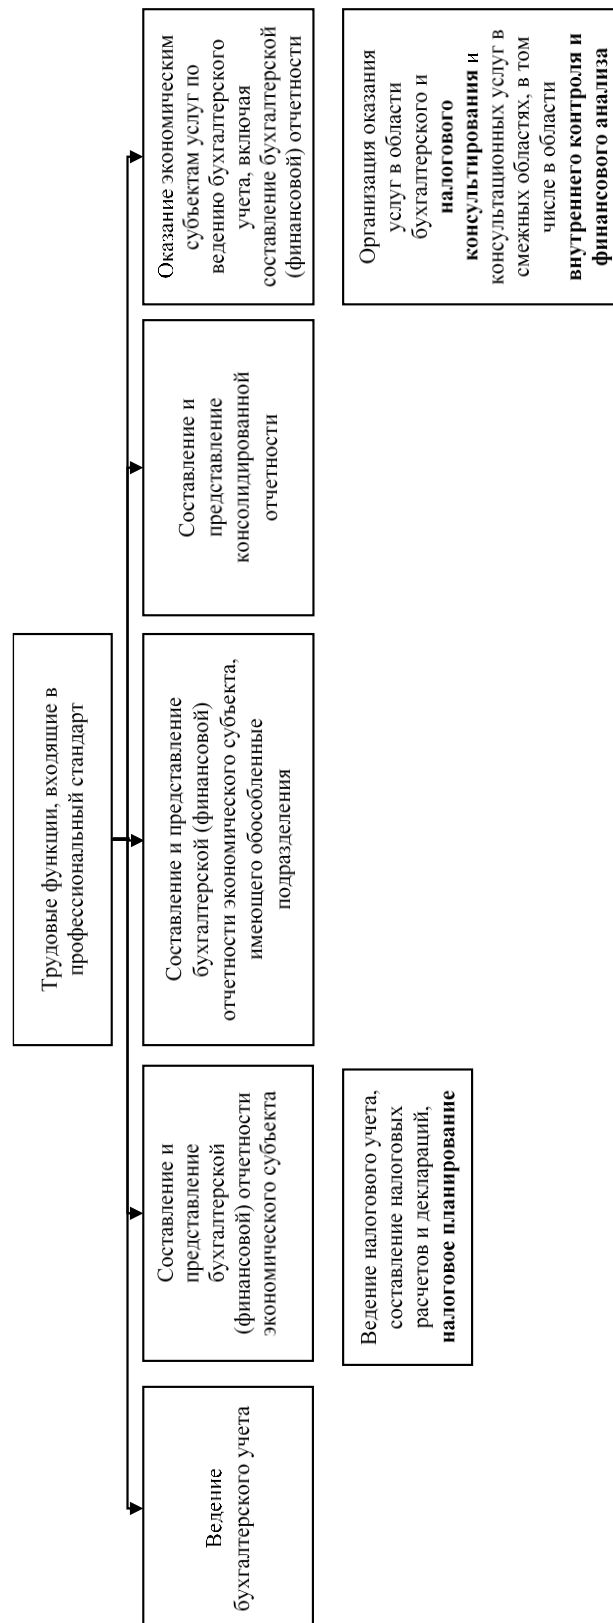 Трудовые функции, входящие в
профессиональный стандарт
Ведение
бухгалтерского учета
Составление и
представление
бухгалтерской
(финансовой) отчетности
экономического субъекта
Составление и представление
бухгалтерской (финансовой)
отчетности экономического субъекта,
имеющего обособленные
подразделения
Составление и
представление
консолидированной
отчетности
Оказание экономическим
субъектам услуг по
ведению бухгалтерского
учета, включая
составление бухгалтерской
(финансовой) отчетности
Ведение налогового учета,
составление налоговых
расчетов и деклараций,
налоговое планирование
Организация оказания
услуг в области
бухгалтерского и
налогового
консультирования и
консультационных услуг в
смежных областях, в том
числе в области
внутреннего контроля и
финансового анализа